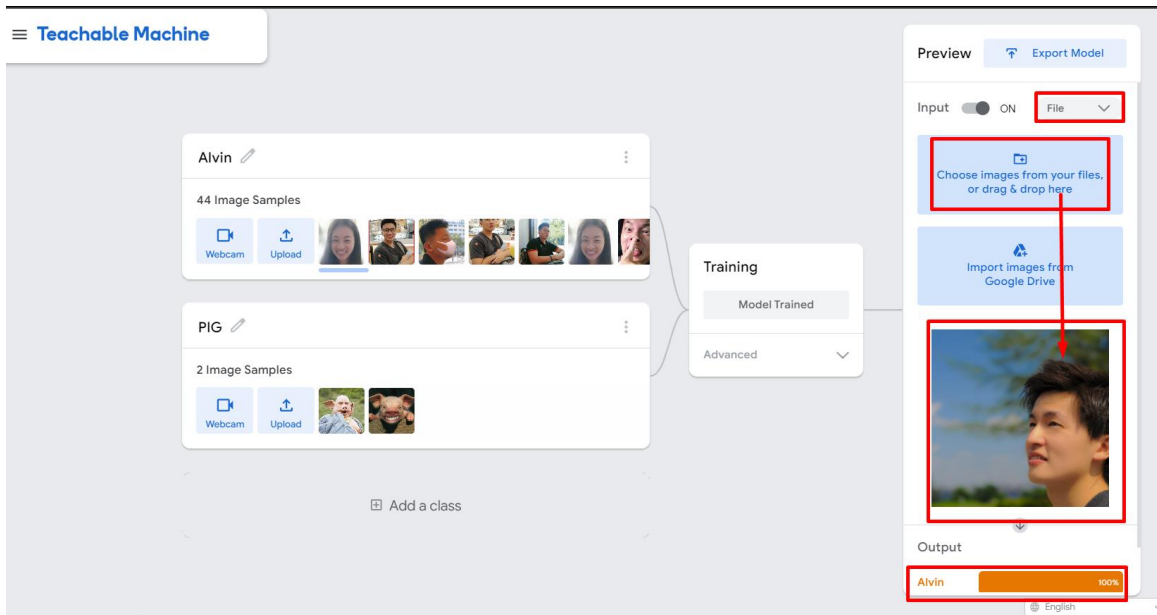 Teachable Machine
Preview
Export Model
Input
ON
File
Choose images from your files,
or drag & drop here
Import images from
Google Drive
Alvin
44 Image Samples
Webcam
Upload
PIG
2 Image Samples
Webcam
Upload
Add a class
Training
Model Trained
Advanced
Output
Alvin
100%
English